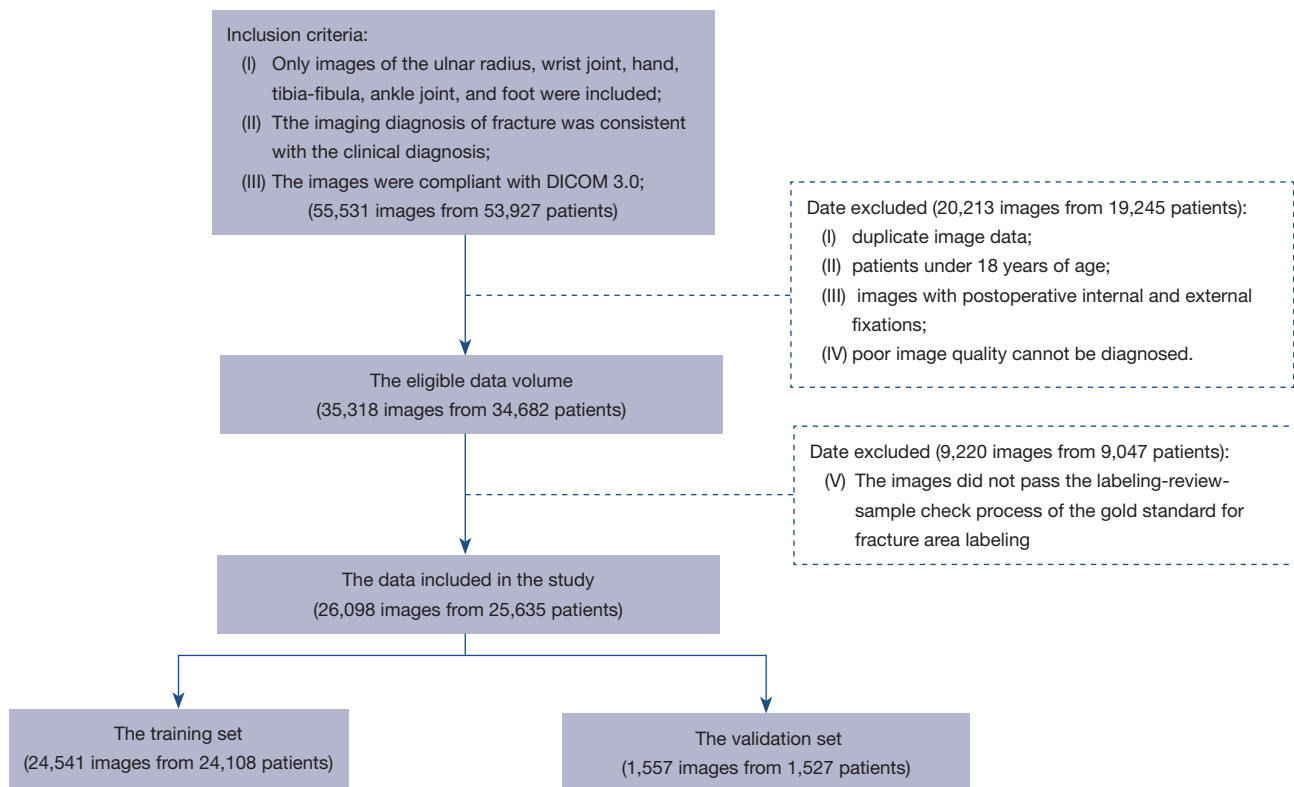 Inclusion criteria:
(I) Only images of the ulnar radius, wrist joint, hand,
tibia-fibula, ankle joint, and foot were included;
(II) Tthe imaging diagnosis of fracture was consistent
with the clinical diagnosis;
(III) The images were compliant with DICOM 3.0;
(55,531 images from 53,927 patients)
Date excluded (20,213 images from 19,245 patients):
(I) duplicate image data;
(II) patients under 18 years of age;
(III) images with postoperative internal and external
fixations;
(IV) poor image quality cannot be diagnosed.
The eligible data volume
(35,318 images from 34,682 patients)
Date excluded (9,220 images from 9,047 patients):
(V) The images did not pass the labeling-review-
sample check process of the gold standard for
fracture area labeling
The data included in the study
(26,098 images from 25,635 patients)
The training set
(24,541 images from 24,108 patients)
The validation set
(1,557 images from 1,527 patients)